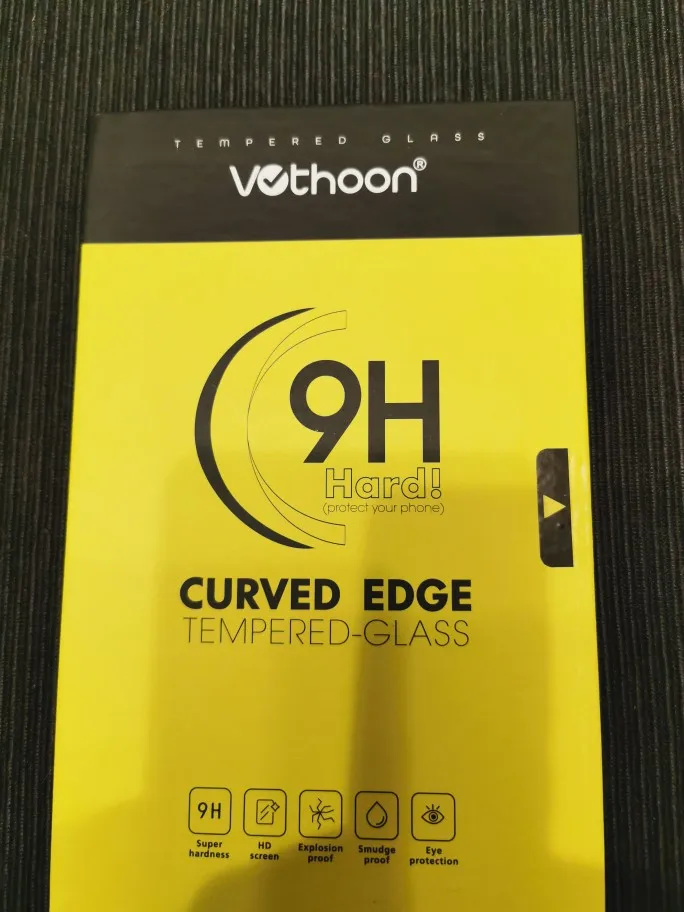 TEMPERED GLASS
Vethoon®
9H
Hard!
(protect your phone)
CURVED EDGE
TEMPERED-GLASS
9H
Super hardness
HD screen
Explosion proof
Smudge proof
Eye protection